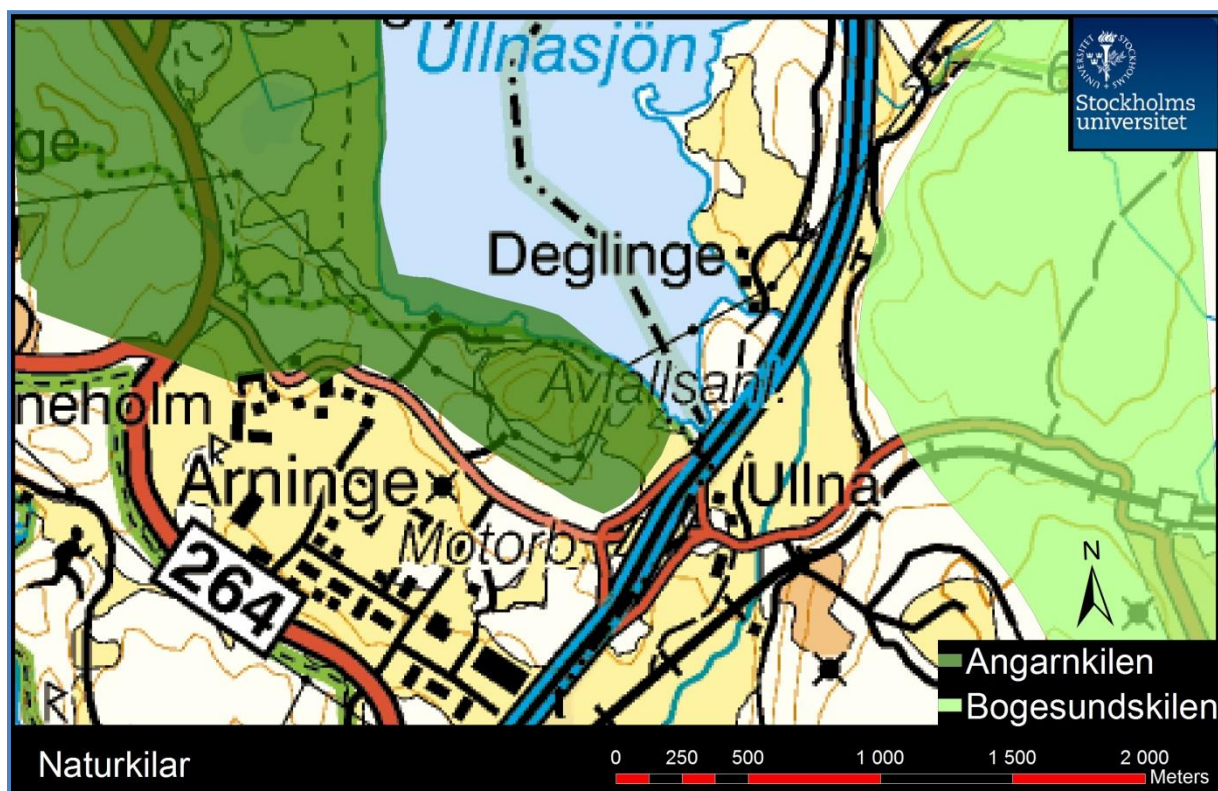 Ullnasjön
Stockholms
universitet
ge
Deglinge
Avfallsanl.
neholm
Arninge
Ullna
Motorb.
264
N
Angarnkilen
Bogesundskilen
Naturkilar
0 250 500 1 000 1 500 2 000
Meters